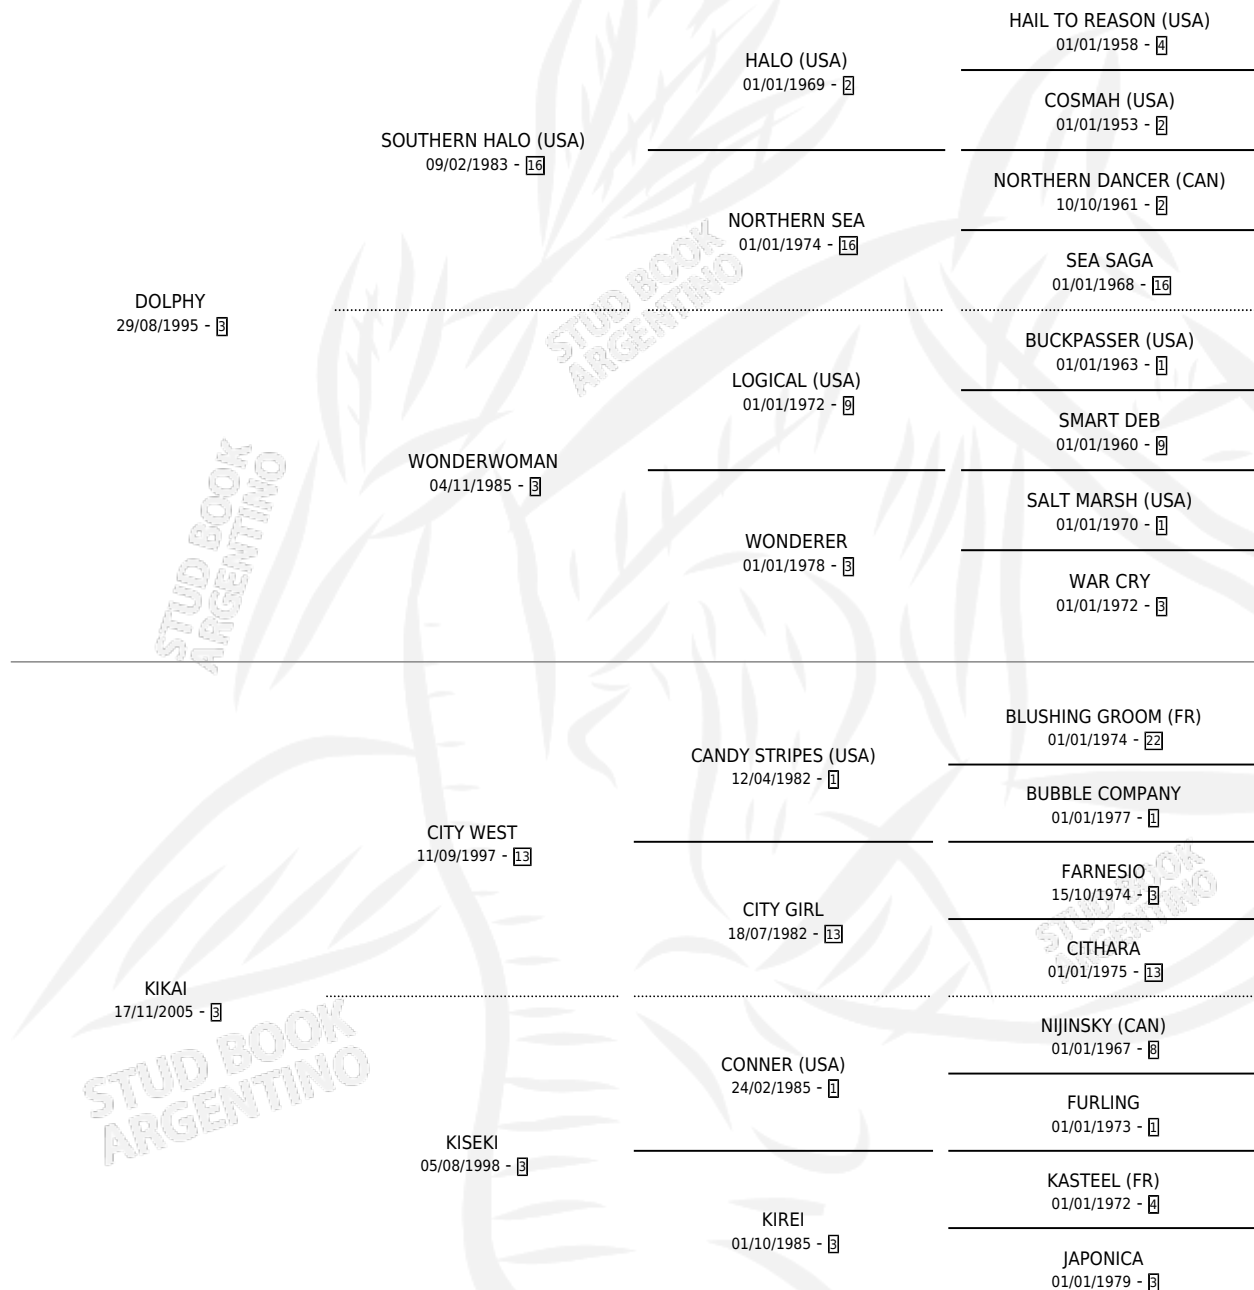 HAIL TO REASON (USA)
01/01/1958 - 4
HALO (USA)
01/01/1969 - 2
COSMAH (USA)
01/01/1953 - 2
SOUTHERN HALO (USA)
09/02/1983 - 16
NORTHERN DANCER (CAN)
10/10/1961 - 2
NORTHERN SEA
01/01/1974 - 16
SEA SAGA
01/01/1968 - 16
DOLPHY
29/08/1995 - 3
STUD BOOK
ARGENTINO
BUCKPASSER (USA)
01/01/1963 - 1
LOGICAL (USA)
01/01/1972 - 9
SMART DEB
01/01/1960 - 9
WONDERWOMAN
04/11/1985 - 3
SALT MARSH (USA)
01/01/1970 - 1
WONDERER
01/01/1978 - 3
WAR CRY
01/01/1972 - 3
STUD BOOK
ARGENTINO
BLUSHING GROOM (FR)
01/01/1974 - 22
CANDY STRIPES (USA)
12/04/1982 - 1
BUBBLE COMPANY
01/01/1977 - 1
CITY WEST
11/09/1997 - 13
FARNESIO
15/10/1974 - 3
CITY GIRL
18/07/1982 - 13
CITHARA
01/01/1975 - 13
STUD BOOK
ARGENTINO
KIKAI
17/11/2005 - 3
NIJINSKY (CAN)
01/01/1967 - 8
CONNER (USA)
24/02/1985 - 1
FURLING
01/01/1973 - 1
STUD BOOK
ARGENTINO
KISEKI
05/08/1998 - 3
KASTEEL (FR)
01/01/1972 - 4
KIREI
01/10/1985 - 3
JAPONICA
01/01/1979 - 3